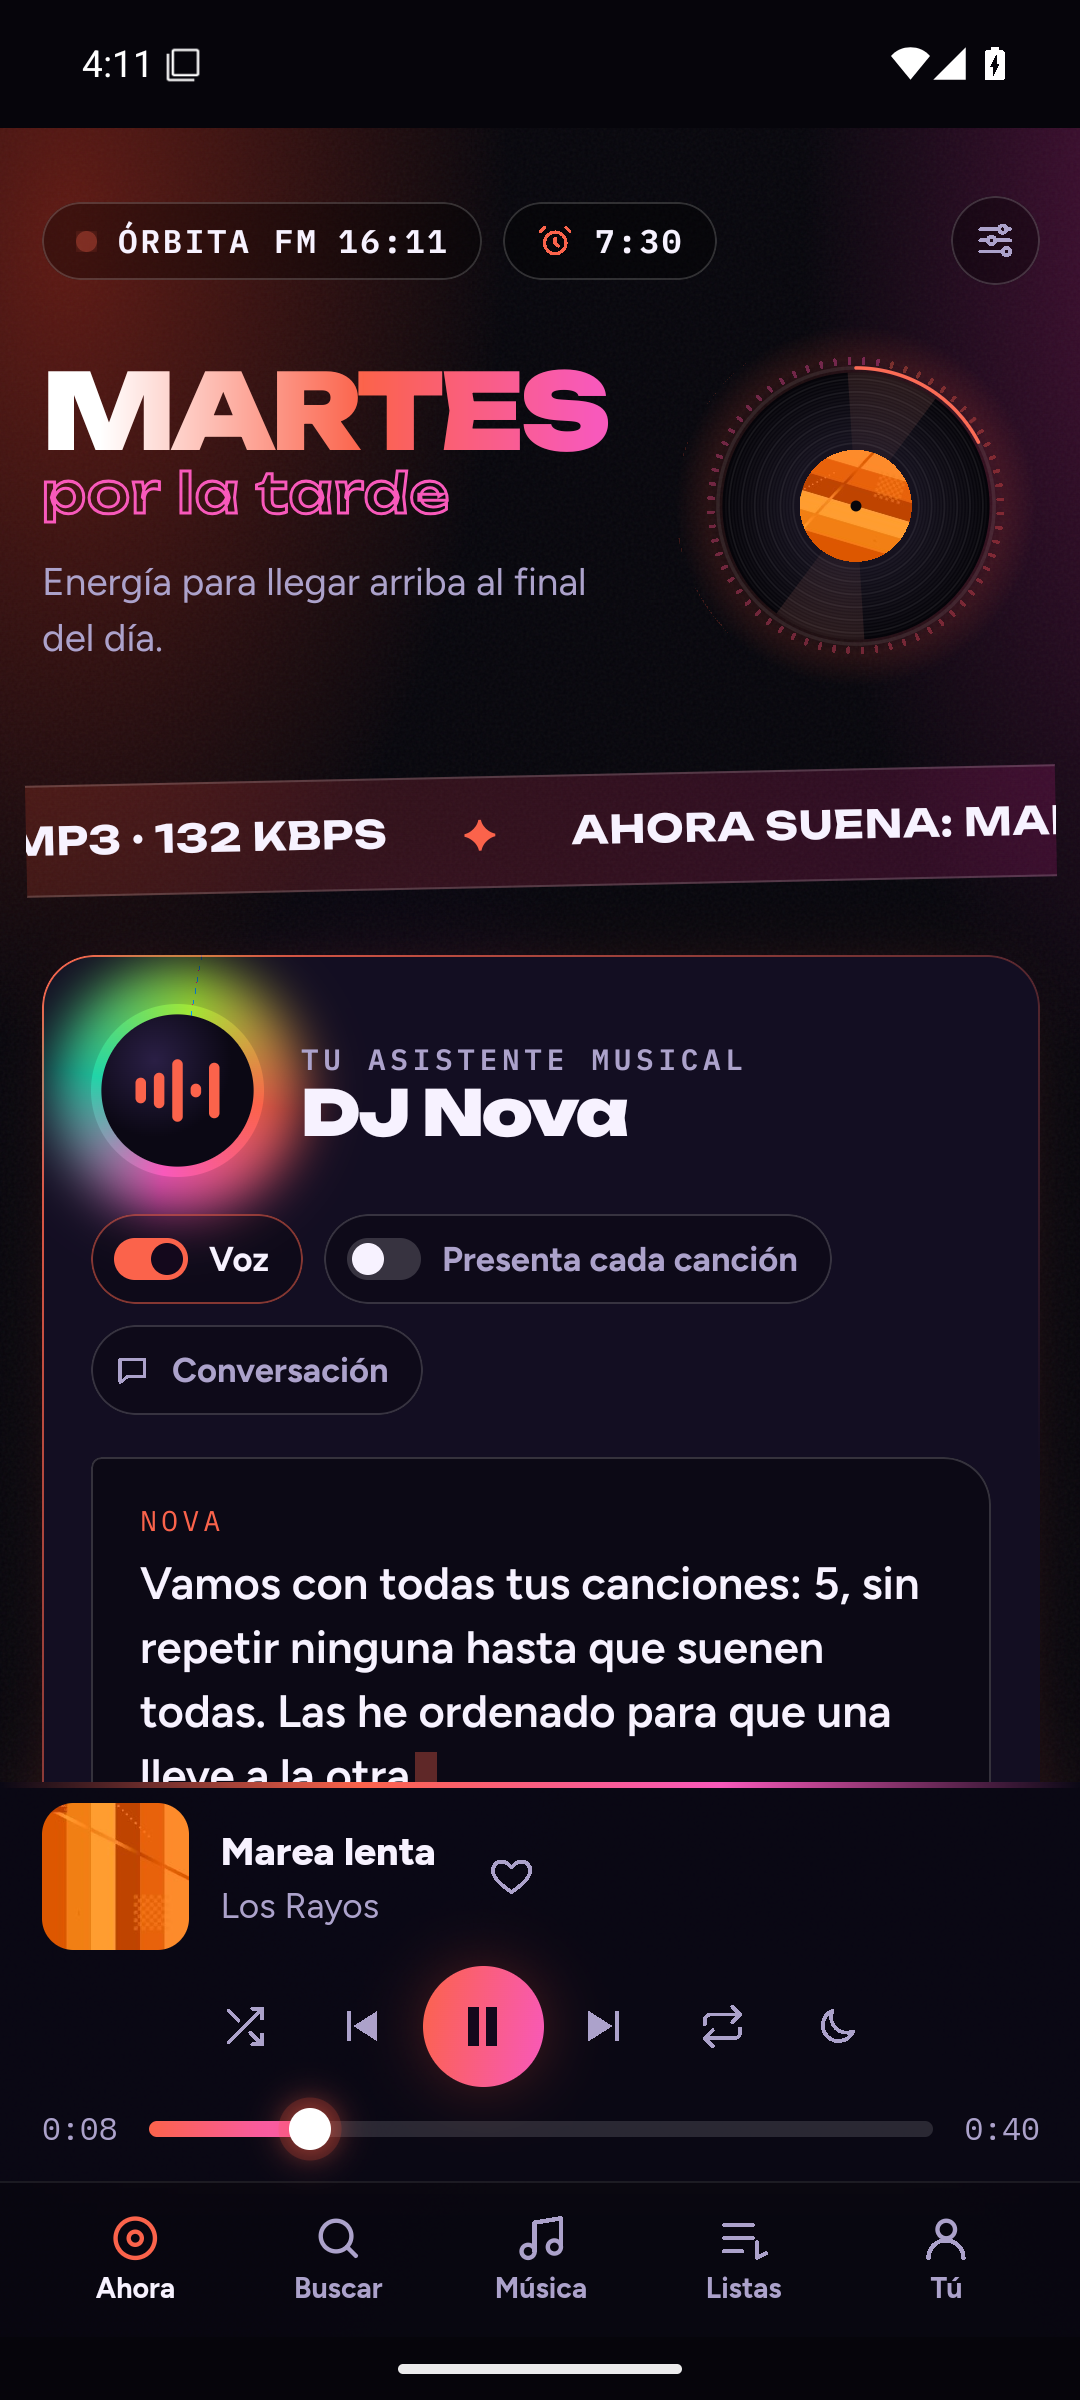 4:11
ÓRBITA FM 16:11
7:30
MARTES
por la tarde
Energía para llegar arriba al final
del día.
MP3 · 132 KBPS ✦ AHORA SUENA:
TU ASISTENTE MUSICAL
DJ Nova
Voz
Presenta cada canción
Conversación
NOVA
Vamos con todas tus canciones: 5, sin
repetir ninguna hasta que suenen
todas. Las he ordenado para que una
lleve a la otra
Marea lenta
Los Rayos
0:08
0:40
Ahora
Buscar
Música
Listas
Tú